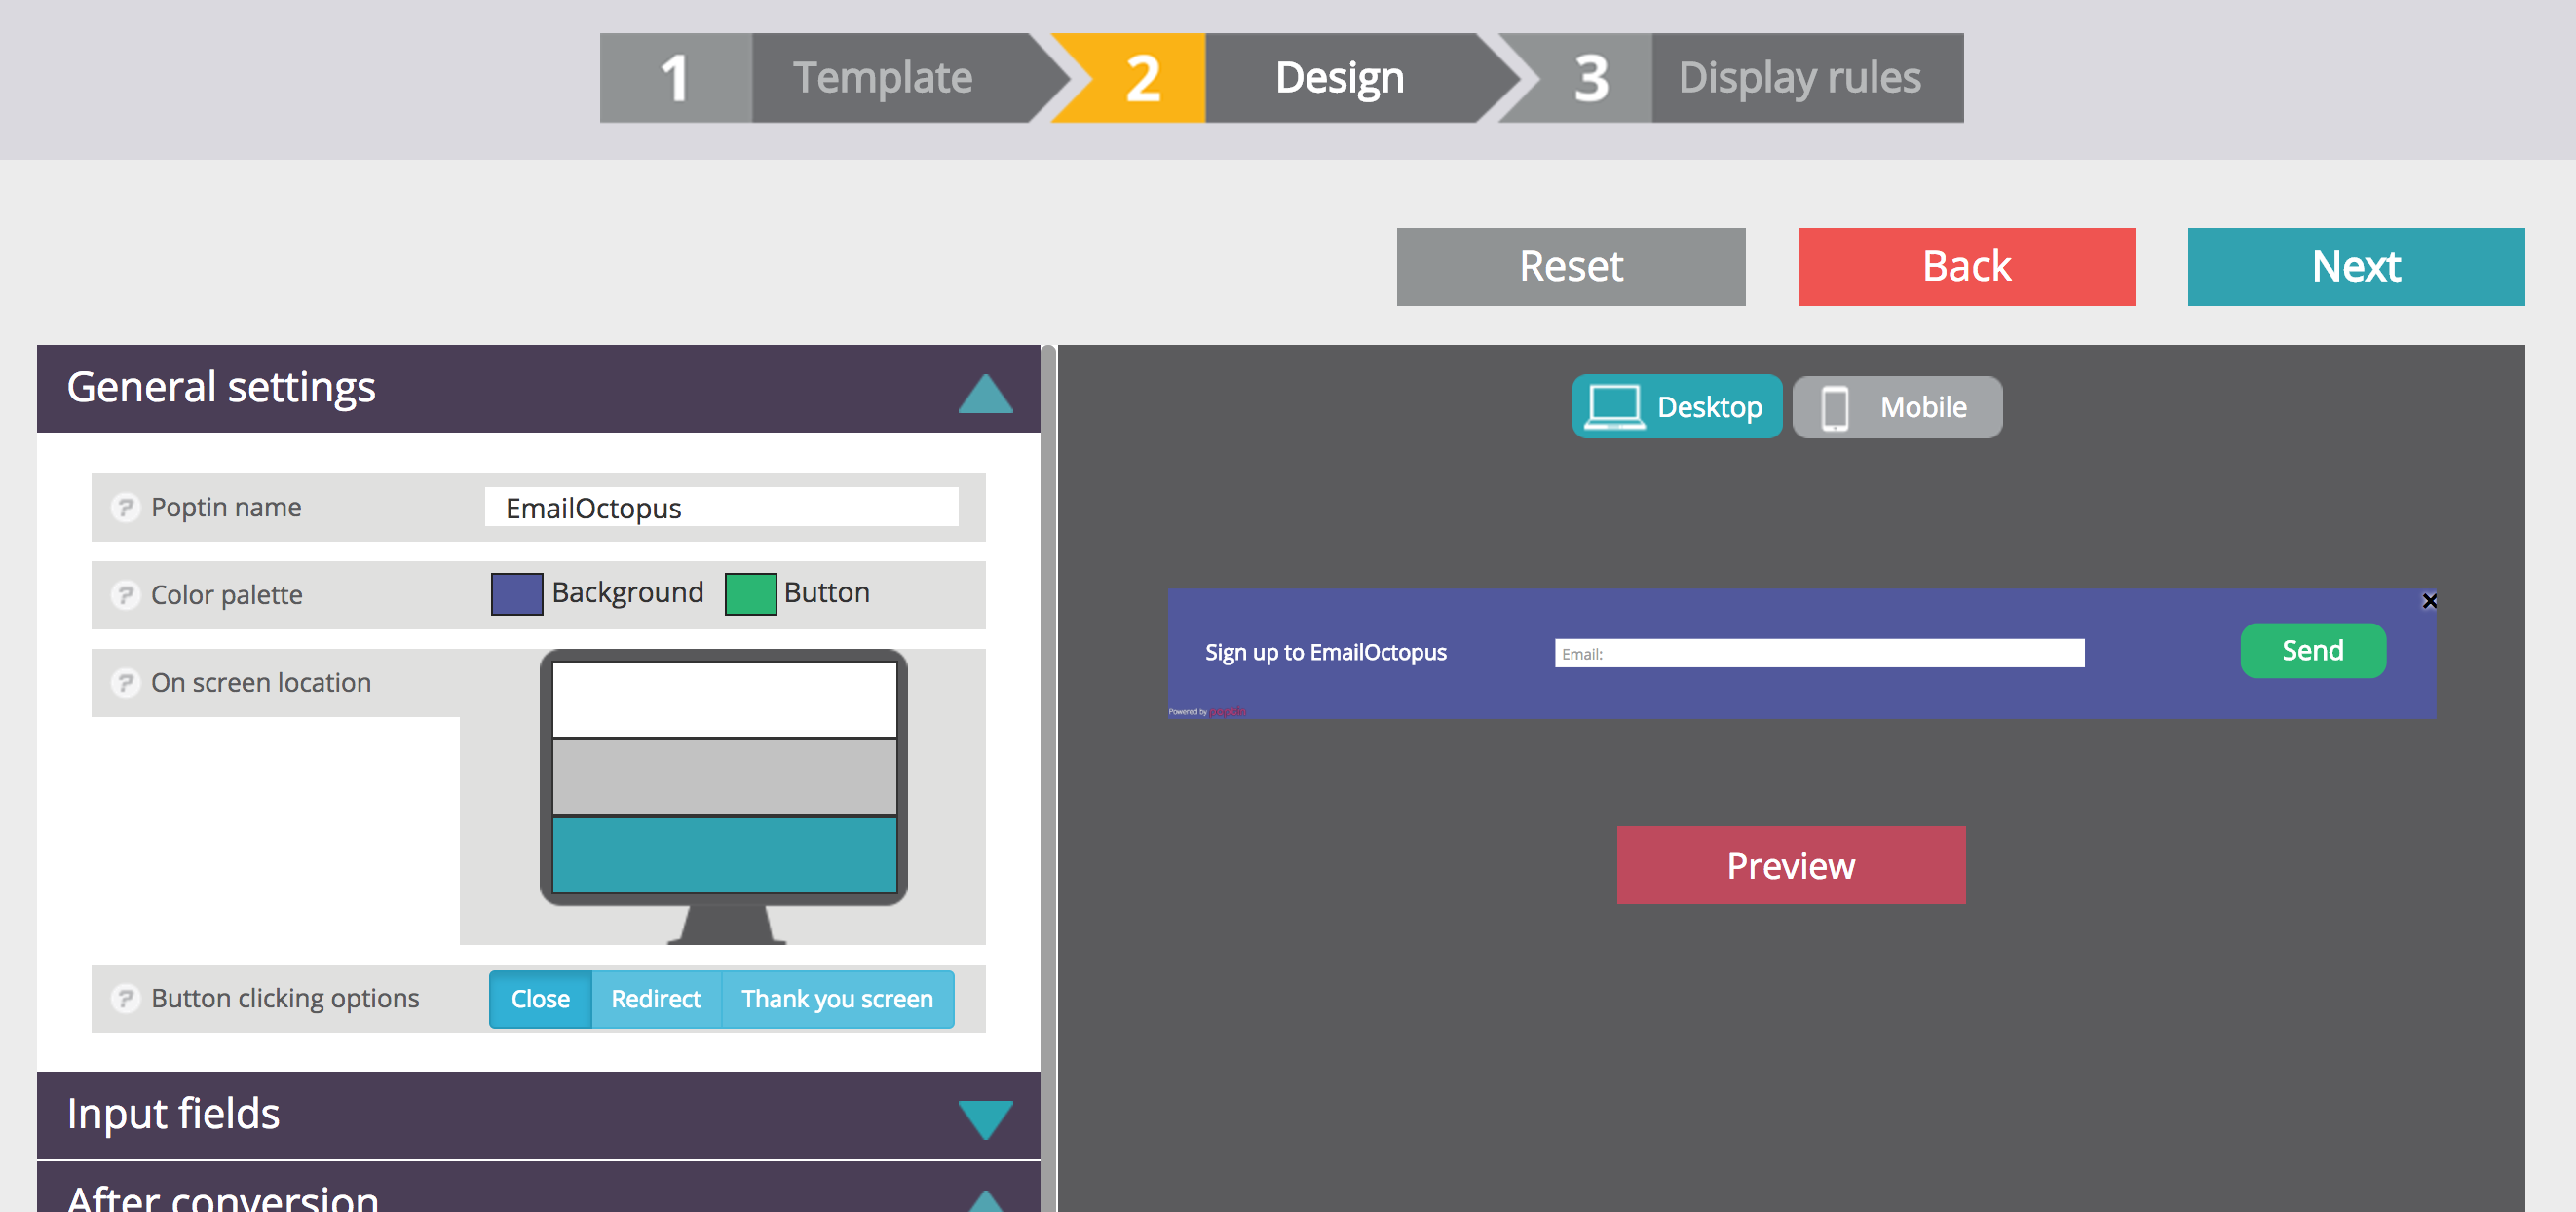 1 Template 2 Design 3 Display rules
Reset Back Next
General settings
? Poptin name EmailOctopus
? Color palette Background Button
? On screen location
? Button clicking options Close Redirect Thank you screen
Input fields
After conversion
Desktop Mobile
×
Sign up to EmailOctopus Email: Send
Powered by poptin
Preview